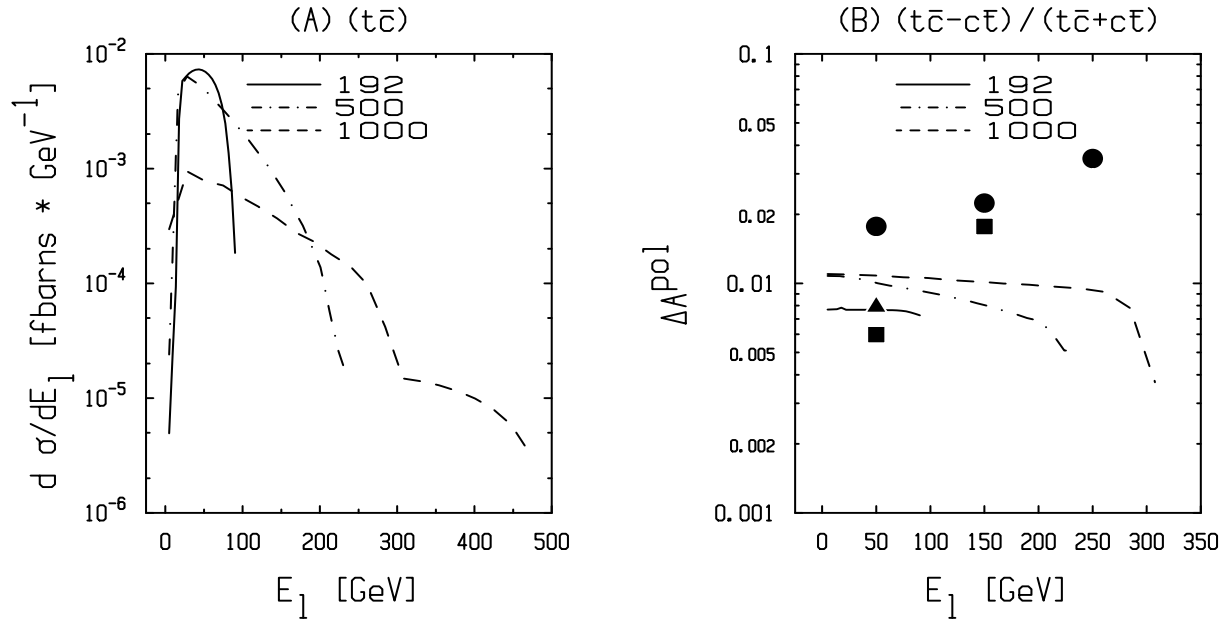 (A) (tc̄)
d σ/dE_l [fbarns * GeV⁻¹]
10⁻²
10⁻³
10⁻⁴
10⁻⁵
10⁻⁶
192
500
1000
0 100 200 300 400 500
E_l [GeV]
(B) (tc̄-ct̄)/(tc̄+ct̄)
ΔA^pol
0.1
0.05
0.02
0.01
0.005
0.002
0.001
192
500
1000
0 50 100 150 200 250 300 350
E_l [GeV]